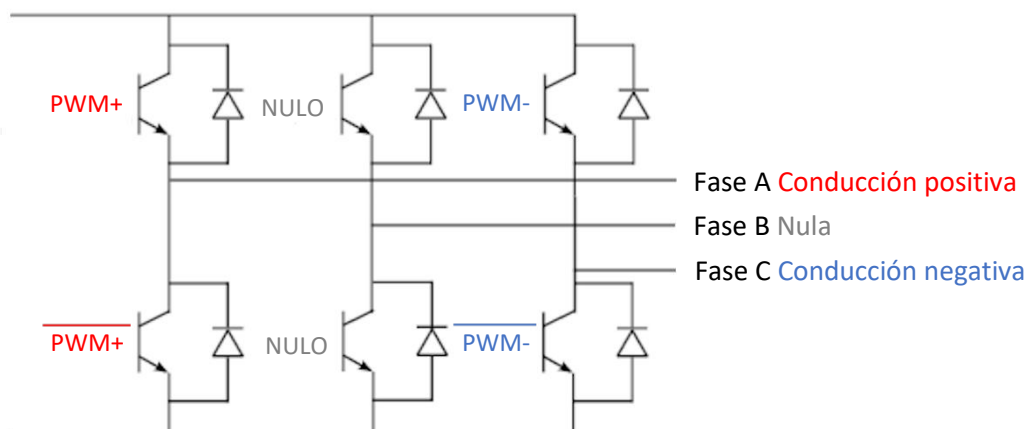 PWM+
NULO
PWM-
Fase A Conducción positiva
Fase B Nula
Fase C Conducción negativa
PWM+
NULO
PWM-